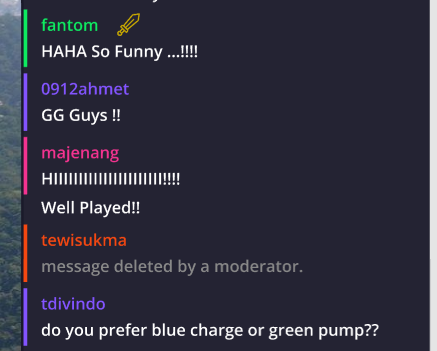 fantom
HAHA So Funny ...!!!!
0912ahmet
GG Guys !!
majenang
HIIIIIIIIIIIIIIIIIIIIIII!!!!
Well Played!!
tewisukma
message deleted by a moderator.
tdivindo
do you prefer blue charge or green pump??